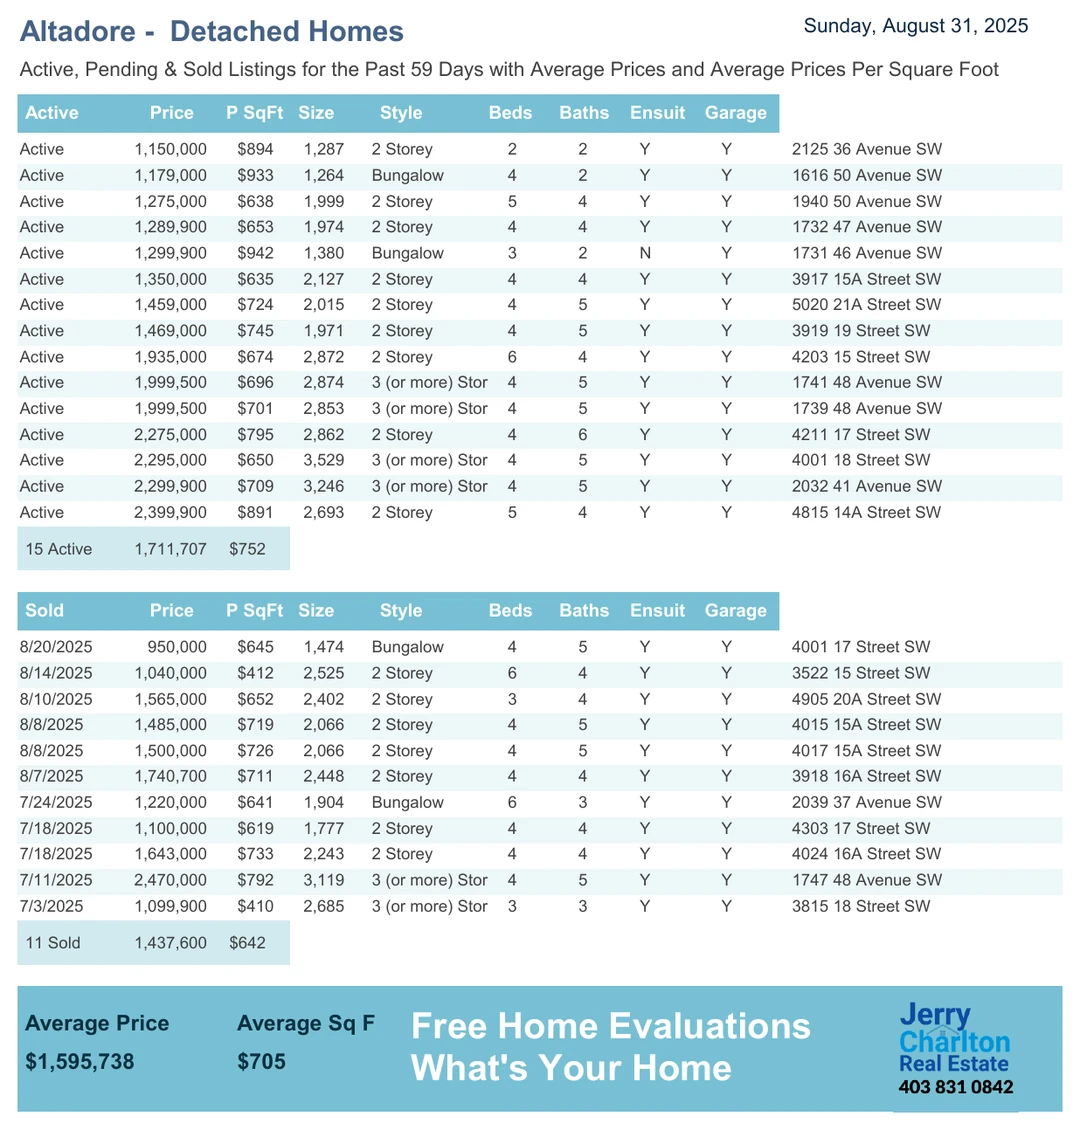 Altadore -  Detached Homes
Sunday, August 31, 2025
Active, Pending & Sold Listings for the Past 59 Days with Average Prices and Average Prices Per Square Foot
Active Price P SqFt Size Style Beds Baths Ensuit Garage
Active 1,150,000 $894 1,287 2 Storey 2 2 Y Y 2125 36 Avenue SW
Active 1,179,000 $933 1,264 Bungalow 4 2 Y Y 1616 50 Avenue SW
Active 1,275,000 $638 1,999 2 Storey 5 4 Y Y 1940 50 Avenue SW
Active 1,289,900 $653 1,974 2 Storey 4 4 Y Y 1732 47 Avenue SW
Active 1,299,900 $942 1,380 Bungalow 3 2 N Y 1731 46 Avenue SW
Active 1,350,000 $635 2,127 2 Storey 4 4 Y Y 3917 15A Street SW
Active 1,459,000 $724 2,015 2 Storey 4 5 Y Y 5020 21A Street SW
Active 1,469,000 $745 1,971 2 Storey 4 5 Y Y 3919 19 Street SW
Active 1,935,000 $674 2,872 2 Storey 6 4 Y Y 4203 15 Street SW
Active 1,999,500 $696 2,874 3 (or more) Stor 4 5 Y Y 1741 48 Avenue SW
Active 1,999,500 $701 2,853 3 (or more) Stor 4 5 Y Y 1739 48 Avenue SW
Active 2,275,000 $795 2,862 2 Storey 4 6 Y Y 4211 17 Street SW
Active 2,295,000 $650 3,529 3 (or more) Stor 4 5 Y Y 4001 18 Street SW
Active 2,299,900 $709 3,246 3 (or more) Stor 4 5 Y Y 2032 41 Avenue SW
Active 2,399,900 $891 2,693 2 Storey 5 4 Y Y 4815 14A Street SW
15 Active 1,711,707 $752
Sold Price P SqFt Size Style Beds Baths Ensuit Garage
8/20/2025 950,000 $645 1,474 Bungalow 4 5 Y Y 4001 17 Street SW
8/14/2025 1,040,000 $412 2,525 2 Storey 6 4 Y Y 3522 15 Street SW
8/10/2025 1,565,000 $652 2,402 2 Storey 3 4 Y Y 4905 20A Street SW
8/8/2025 1,485,000 $719 2,066 2 Storey 4 5 Y Y 4015 15A Street SW
8/8/2025 1,500,000 $726 2,066 2 Storey 4 5 Y Y 4017 15A Street SW
8/7/2025 1,740,700 $711 2,448 2 Storey 4 4 Y Y 3918 16A Street SW
7/24/2025 1,220,000 $641 1,904 Bungalow 6 3 Y Y 2039 37 Avenue SW
7/18/2025 1,100,000 $619 1,777 2 Storey 4 4 Y Y 4303 17 Street SW
7/18/2025 1,643,000 $733 2,243 2 Storey 4 4 Y Y 4024 16A Street SW
7/11/2025 2,470,000 $792 3,119 3 (or more) Stor 4 5 Y Y 1747 48 Avenue SW
7/3/2025 1,099,900 $410 2,685 3 (or more) Stor 3 3 Y Y 3815 18 Street SW
11 Sold 1,437,600 $642
Average Price Average Sq F
$1,595,738 $705
Free Home Evaluations
What's Your Home
Jerry
Charlton
Real Estate
403 831 0842